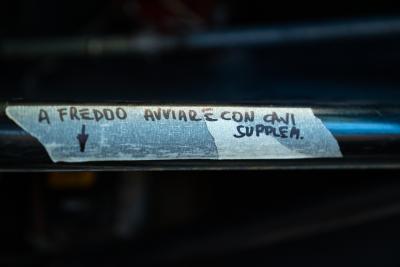 A FREDDO AVVIARE CON CAVI
SUPPLEM.